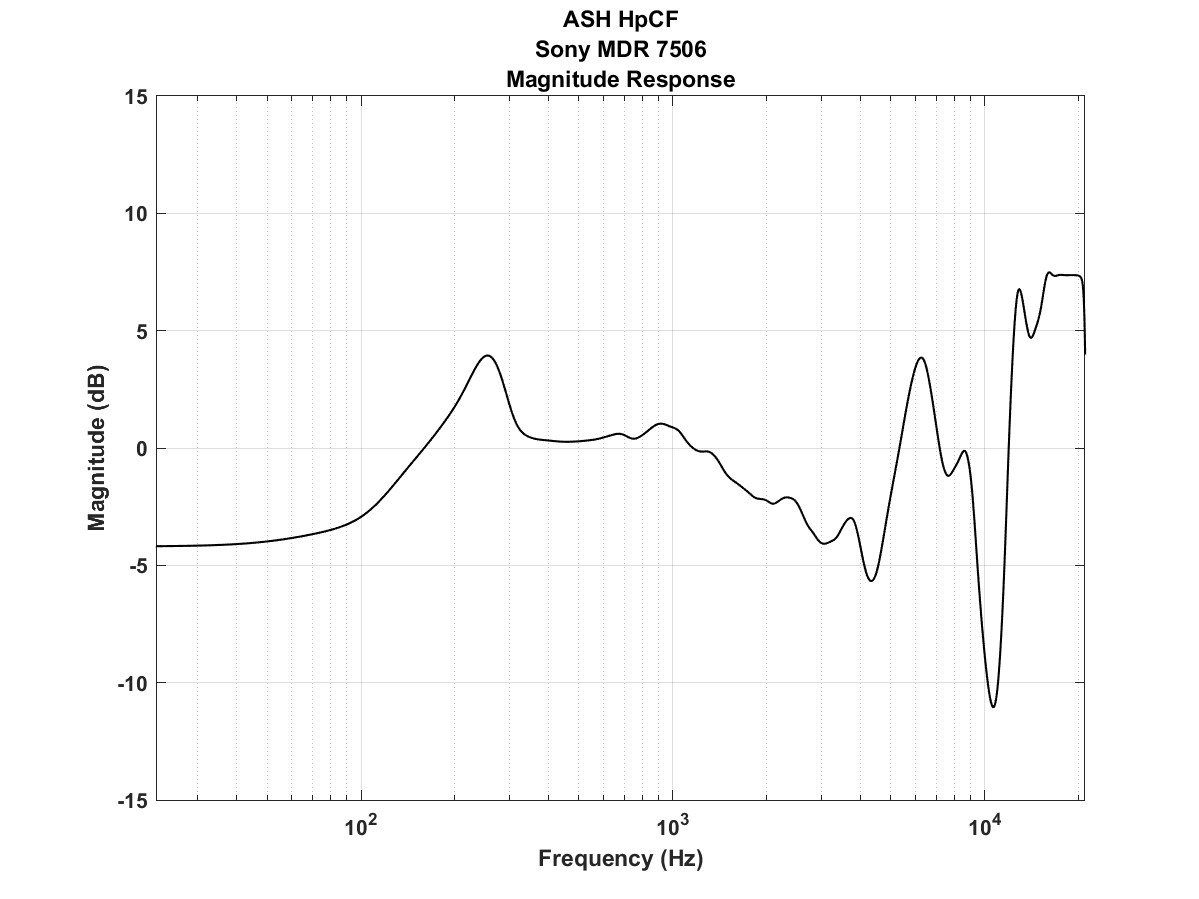 ASH HpCF
Sony MDR 7506
Magnitude Response
15
10
5
0
-5
-10
-15
Magnitude (dB)
10²
10³
10⁴
Frequency (Hz)